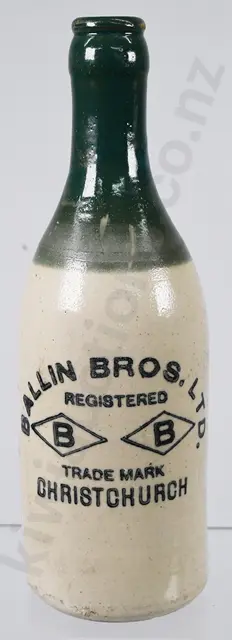 BALLIN BROS. LTD.
REGISTERED
B B
TRADE MARK
CHRISTCHURCH